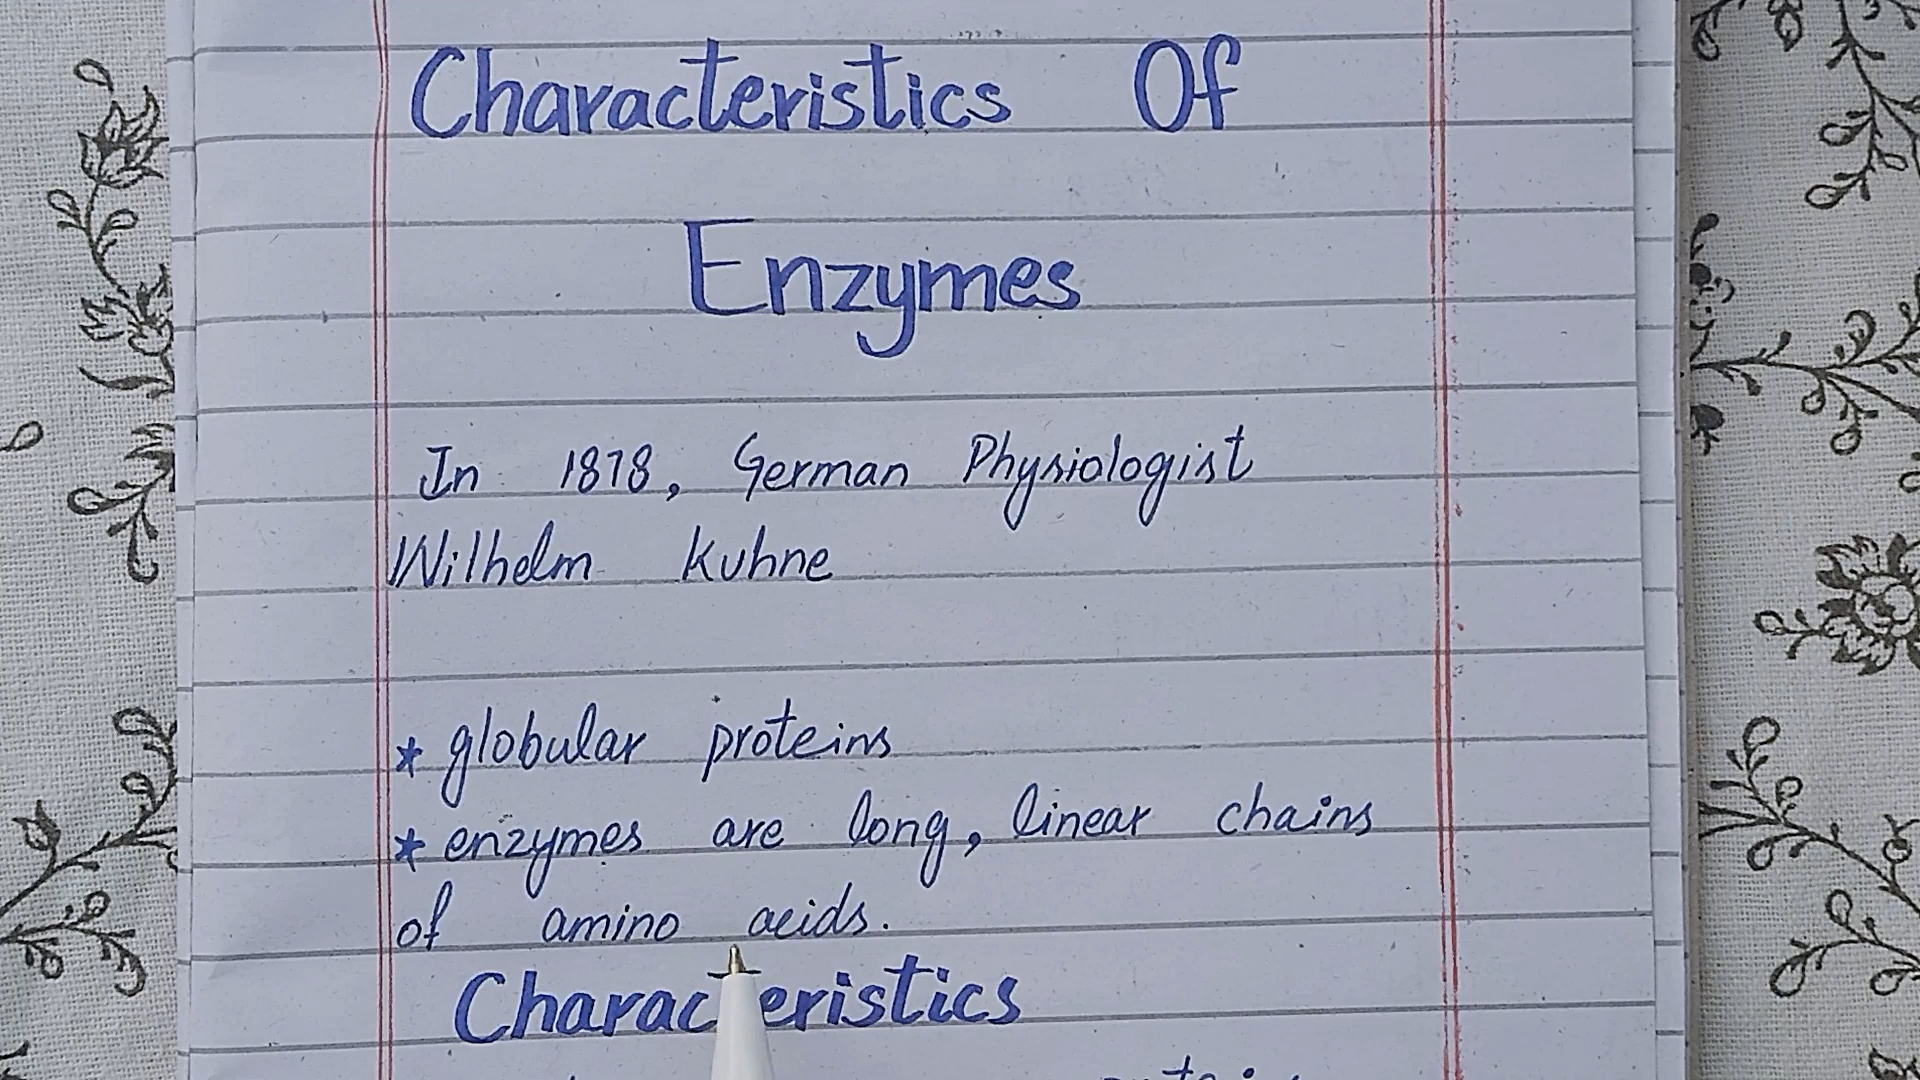 Characteristics Of
Enzymes
In 1878, German Physiologist
Wilhelm Kuhne
* globular proteins
* enzymes are long, linear chains
of amino acids.
Characteristics